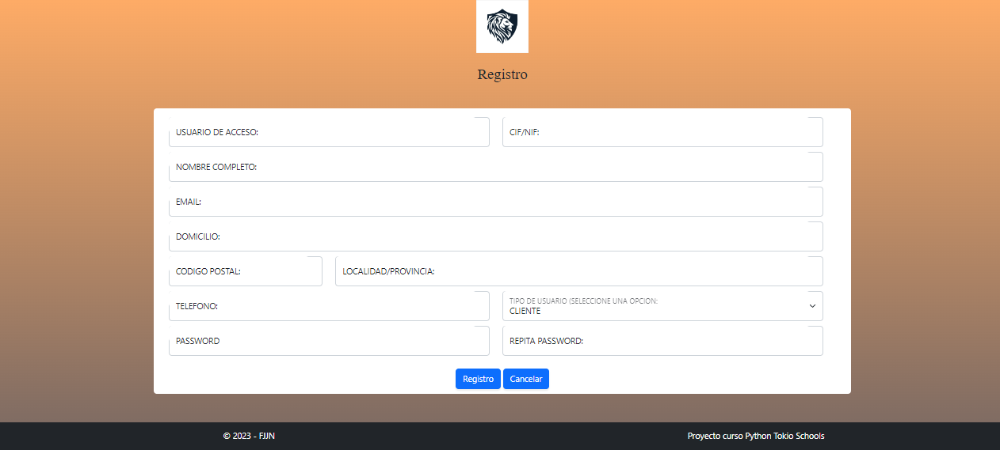 Registro
USUARIO DE ACCESO: CIF/NIF:
NOMBRE COMPLETO:
EMAIL:
DOMICILIO:
CODIGO POSTAL: LOCALIDAD/PROVINCIA:
TELEFONO: TIPO DE USUARIO (SELECCIONE UNA OPCION:
CLIENTE
PASSWORD REPITA PASSWORD:
Registro Cancelar
© 2023 - FJJN Proyecto curso Python Tokio Schools